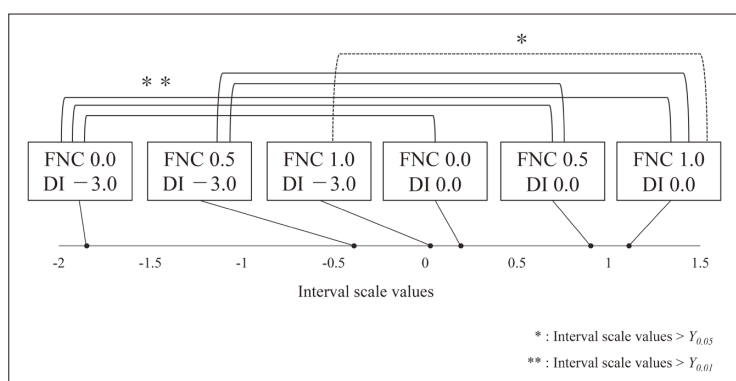 *
* *
FNC 0.0 FNC 0.5 FNC 1.0 FNC 0.0 FNC 0.5 FNC 1.0
DI －3.0 DI －3.0 DI －3.0 DI 0.0 DI 0.0 DI 0.0
-2 -1.5 -1 -0.5 0 0.5 1 1.5
Interval scale values
* : Interval scale values > Y0.05
** : Interval scale values > Y0.01